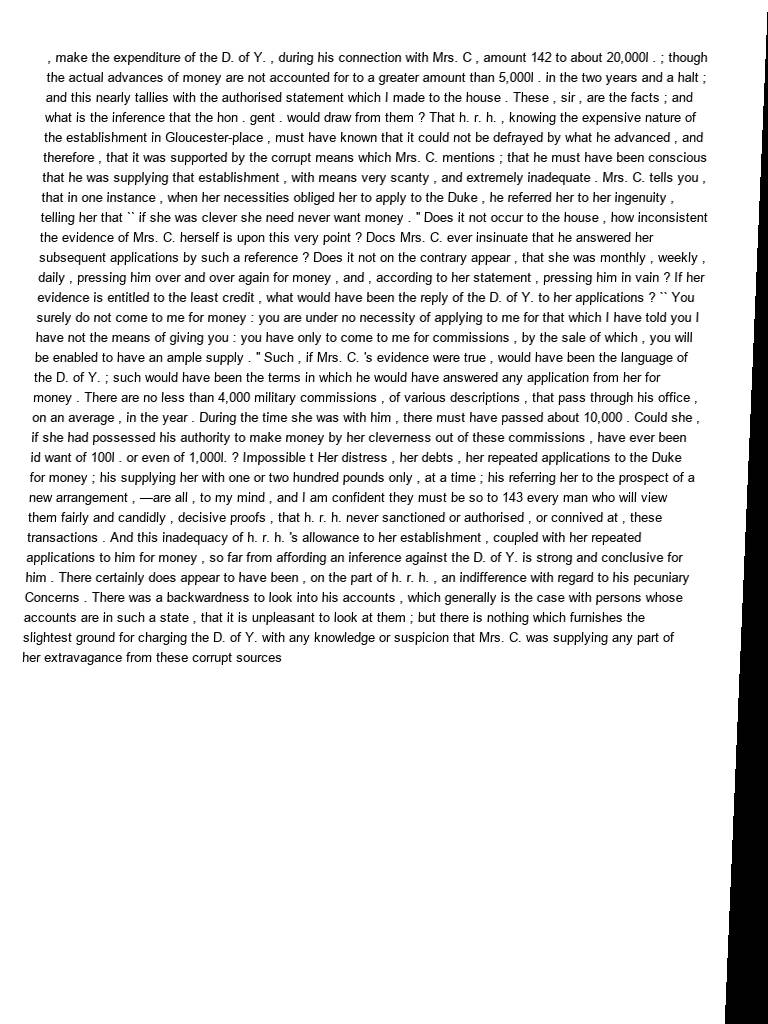 , make the expenditure of the D. of Y. , during his connection with Mrs. C , amount 142 to about 20,000l . ; though
the actual advances of money are not accounted for to a greater amount than 5,000l . in the two years and a halt ;
and this nearly tallies with the authorised statement which I made to the house . These , sir , are the facts ; and
what is the inference that the hon . gent . would draw from them ? That h. r. h. , knowing the expensive nature of
the establishment in Gloucester-place , must have known that it could not be defrayed by what he advanced , and
therefore , that it was supported by the corrupt means which Mrs. C. mentions ; that he must have been conscious
that he was supplying that establishment , with means very scanty , and extremely inadequate . Mrs. C. tells you ,
that in one instance , when her necessities obliged her to apply to the Duke , he referred her to her ingenuity ,
telling her that `` if she was clever she need never want money . " Does it not occur to the house , how inconsistent
the evidence of Mrs. C. herself is upon this very point ? Docs Mrs. C. ever insinuate that he answered her
subsequent applications by such a reference ? Does it not on the contrary appear , that she was monthly , weekly ,
daily , pressing him over and over again for money , and , according to her statement , pressing him in vain ? If her
evidence is entitled to the least credit , what would have been the reply of the D. of Y. to her applications ? `` You
surely do not come to me for money : you are under no necessity of applying to me for that which I have told you I
have not the means of giving you : you have only to come to me for commissions , by the sale of which , you will
be enabled to have an ample supply . " Such , if Mrs. C. 's evidence were true , would have been the language of
the D. of Y. ; such would have been the terms in which he would have answered any application from her for
money . There are no less than 4,000 military commissions , of various descriptions , that pass through his office ,
on an average , in the year . During the time she was with him , there must have passed about 10,000 . Could she ,
if she had possessed his authority to make money by her cleverness out of these commissions , have ever been
id want of 100l . or even of 1,000l. ? Impossible t Her distress , her debts , her repeated applications to the Duke
for money ; his supplying her with one or two hundred pounds only , at a time ; his referring her to the prospect of a
new arrangement , —are all , to my mind , and I am confident they must be so to 143 every man who will view
them fairly and candidly , decisive proofs , that h. r. h. never sanctioned or authorised , or connived at , these
transactions . And this inadequacy of h. r. h. 's allowance to her establishment , coupled with her repeated
applications to him for money , so far from affording an inference against the D. of Y. is strong and conclusive for
him . There certainly does appear to have been , on the part of h. r. h. , an indifference with regard to his pecuniary
Concerns . There was a backwardness to look into his accounts , which generally is the case with persons whose
accounts are in such a state , that it is unpleasant to look at them ; but there is nothing which furnishes the
slightest ground for charging the D. of Y. with any knowledge or suspicion that Mrs. C. was supplying any part of
her extravagance from these corrupt sources